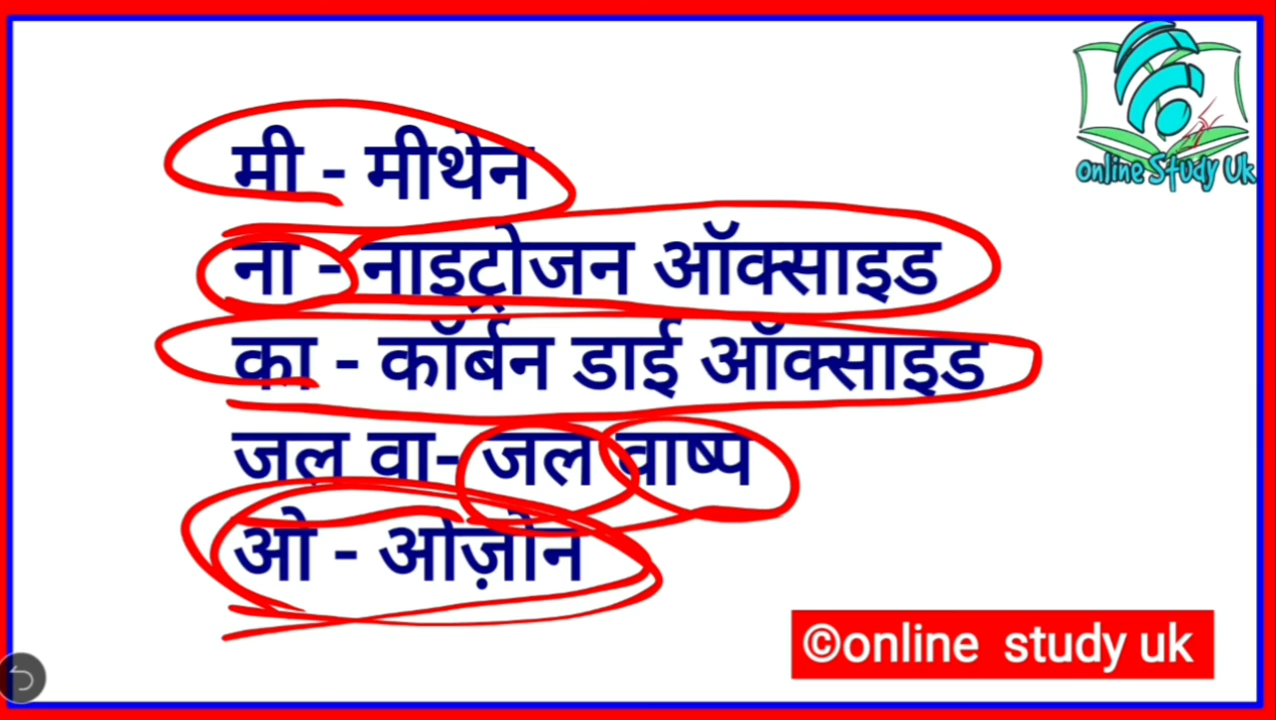 Online Study Uk
मी - मीथेन
ना - नाइट्रोजन ऑक्साइड
का - कॉर्बन डाई ऑक्साइड
जल वा- जल वाष्प
ओ - ओज़ोन
©online study uk